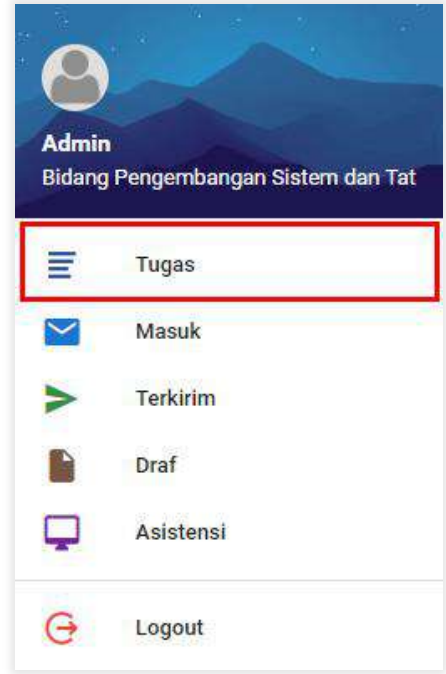 Admin
Bidang Pengembangan Sistem dan Tat
Tugas
Masuk
Terkirim
Draf
Asistensi
Logout